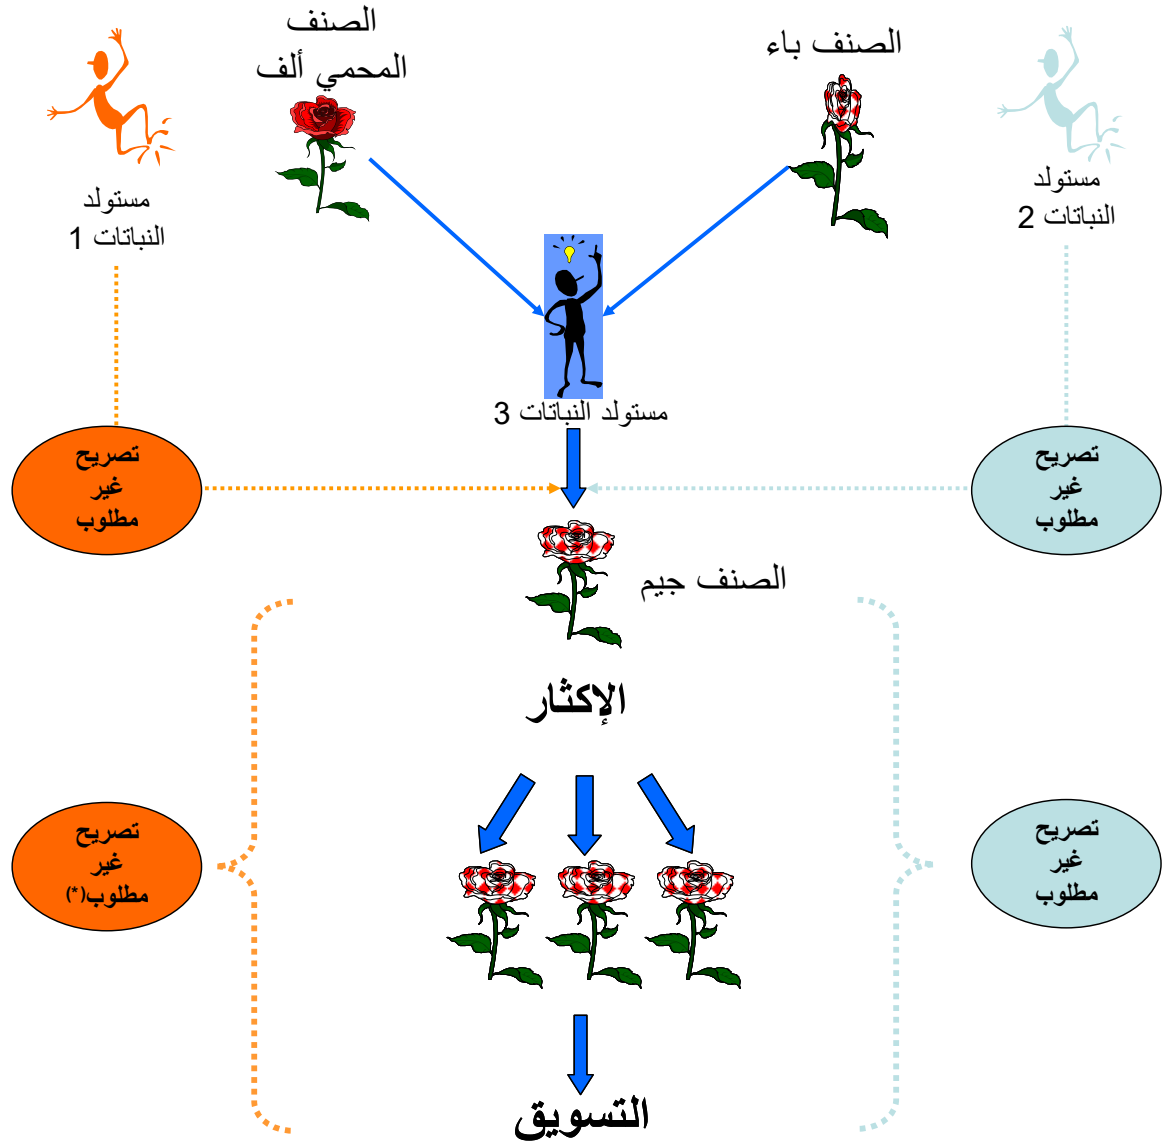 الصنف
المحمي ألف
الصنف باء
مستولد
النباتات 1
مستولد
النباتات 2
مستولد النباتات 3
تصريح
غير
مطلوب
تصريح
غير
مطلوب
الصنف جيم
الإكثار
تصريح
غير
مطلوب(*)
تصريح
غير
مطلوب
التسويق